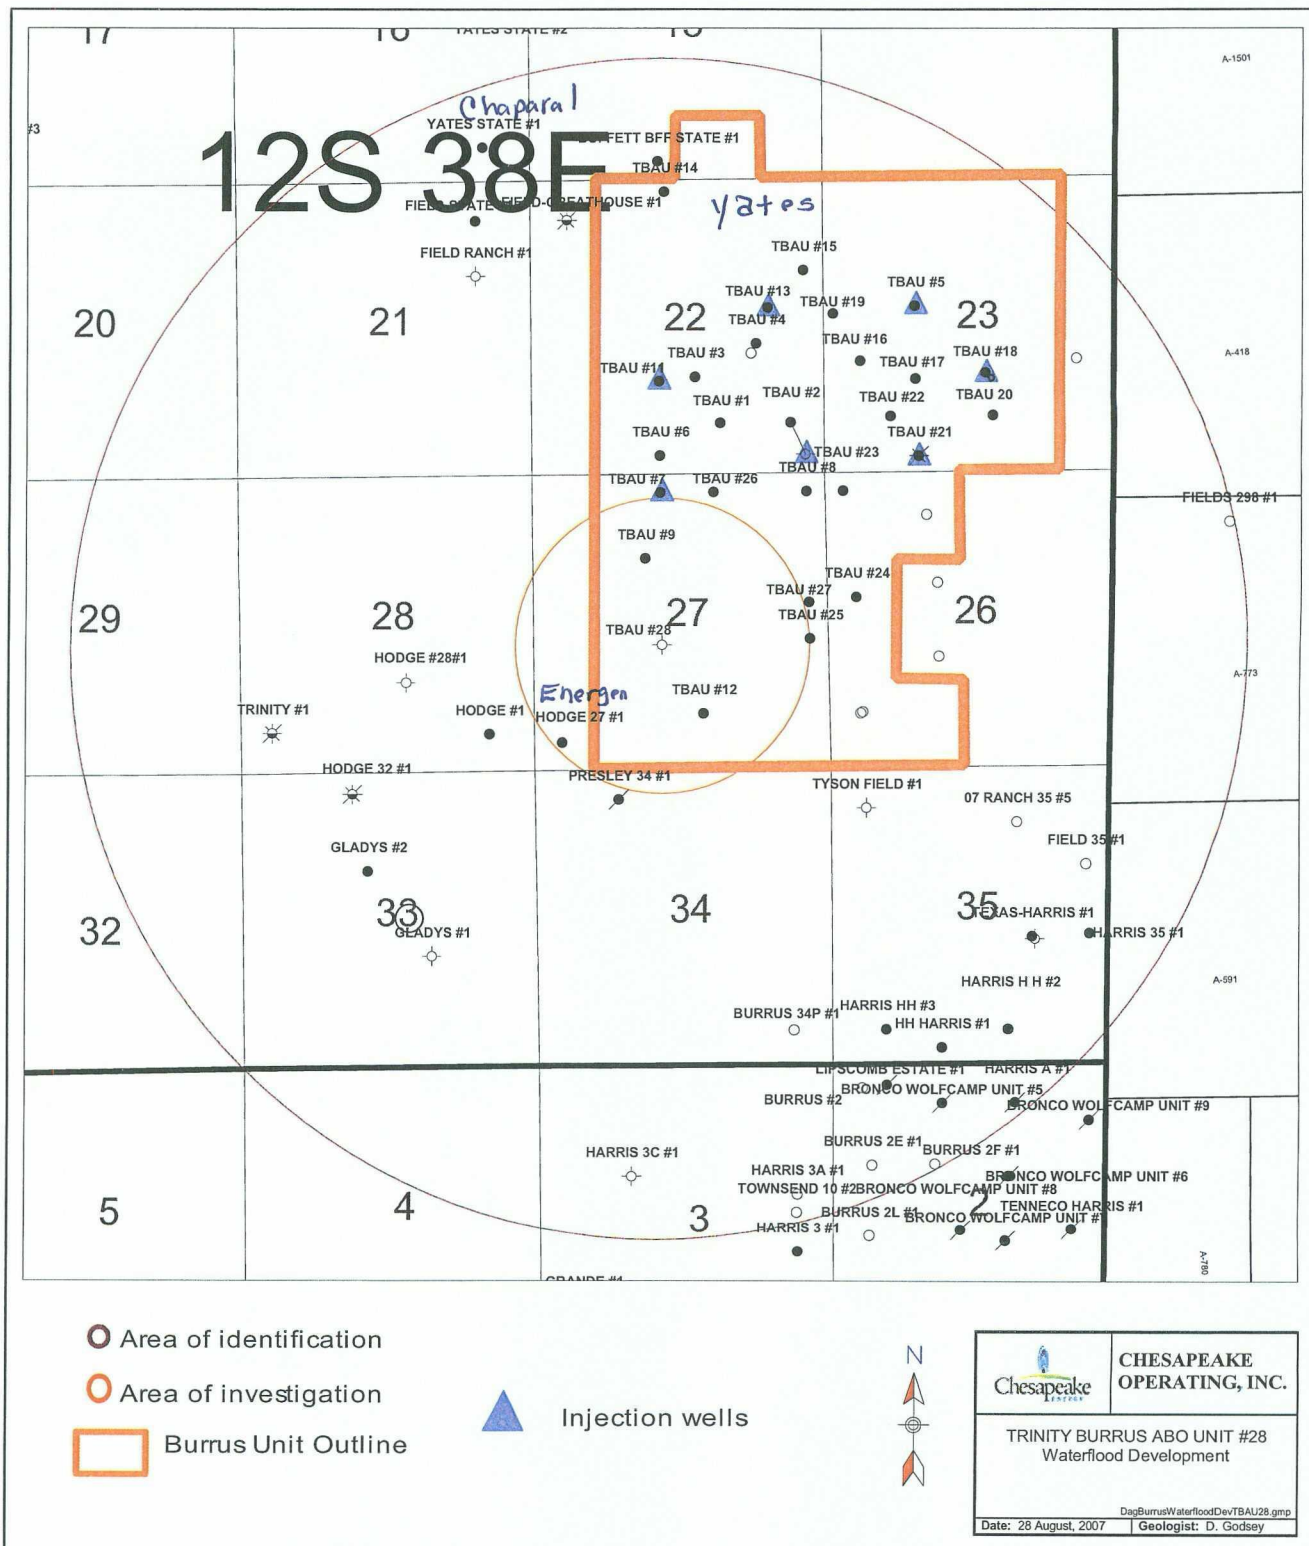 17
16
YATES STATE #2
15
A-1501
#3
Chaparal
YATES STATE #1
12S 38E
BUFFETT BFF STATE #1
TBAU #14
FIELD-GREATHOUSE #1
Yates
FIELD RANCH #1
TBAU #15
TBAU #13
TBAU #5
TBAU #19
20
21
22
23
TBAU #4
TBAU #16
TBAU #3
TBAU #17
TBAU #18
A-418
TBAU #11
TBAU #1
TBAU #2
TBAU #22
TBAU 20
TBAU #6
TBAU #21
TBAU #23
TBAU #8
TBAU #7
TBAU #26
FIELDS 298 #1
TBAU #9
TBAU #24
TBAU #27
TBAU #25
29
28
27
26
TBAU #28
HODGE #28#1
A-773
Energen
TBAU #12
TRINITY #1
HODGE #1
HODGE 27 #1
HODGE 32 #1
PRESLEY 34 #1
TYSON FIELD #1
07 RANCH 35 #5
FIELD 35 #1
GLADYS #2
32
33
34
35
TEXAS-HARRIS #1
GLADYS #1
HARRIS 35 #1
HARRIS H H #2
A-591
BURRUS 34P #1
HARRIS HH #3
HH HARRIS #1
LIPSCOMB ESTATE #1
HARRIS A #1
BURRUS #2
BRONCO WOLFCAMP UNIT #5
BRONCO WOLFCAMP UNIT #9
BURRUS 2E #1
BURRUS 2F #1
HARRIS 3C #1
HARRIS 3A #1
BRONCO WOLFCAMP UNIT #6
TOWNSEND 10 #2
BRONCO WOLFCAMP UNIT #8
5
4
3
2
TENNECO HARRIS #1
BURRUS 2L #1
BRONCO WOLFCAMP UNIT #7
HARRIS 3 #1
A-780
GRANDE #1
Area of identification
Area of investigation
Burrus Unit Outline
Injection wells
N
Chesapeake
ENERGY
CHESAPEAKE
OPERATING, INC.
TRINITY BURRUS ABO UNIT #28
Waterflood Development
DagBurrusWaterfloodDevTBAU28.gmp
Date: 28 August, 2007
Geologist: D. Godsey